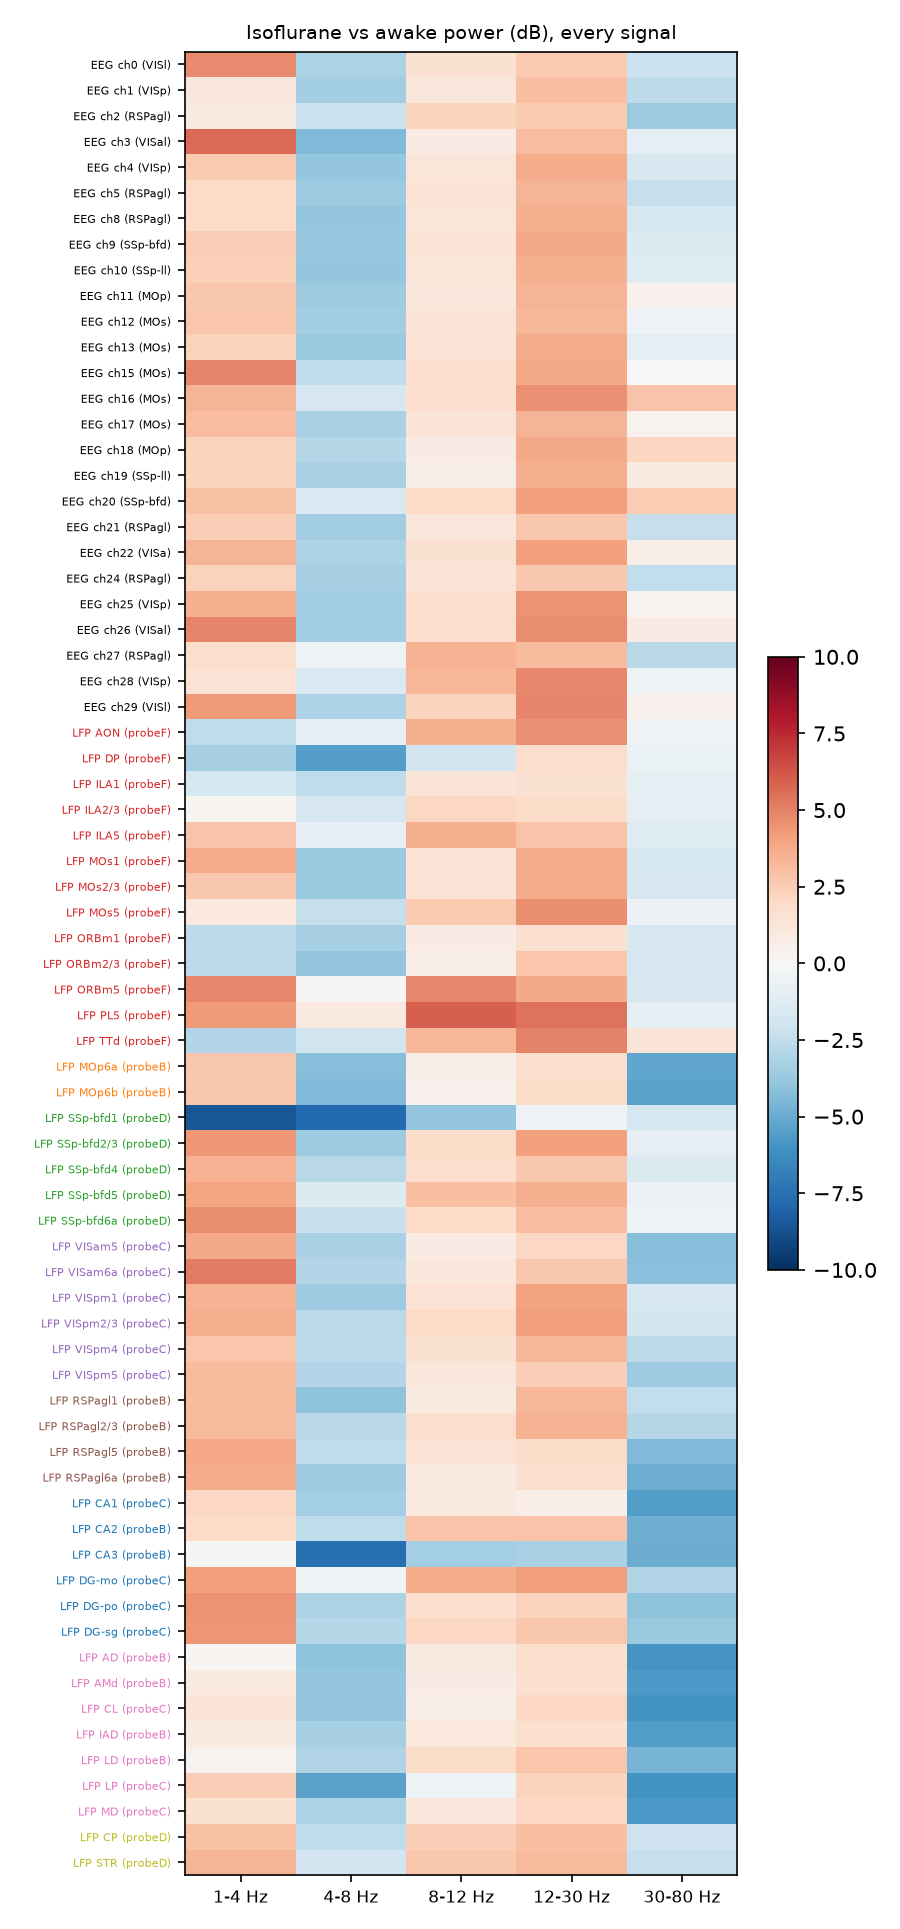 Isoflurane vs awake power (dB), every signal
EEG ch0 (VISl)
EEG ch1 (VISp)
EEG ch2 (RSPagl)
EEG ch3 (VISal)
EEG ch4 (VISp)
EEG ch5 (RSPagl)
EEG ch8 (RSPagl)
EEG ch9 (SSp-bfd)
EEG ch10 (SSp-ll)
EEG ch11 (MOp)
EEG ch12 (MOs)
EEG ch13 (MOs)
EEG ch15 (MOs)
EEG ch16 (MOs)
EEG ch17 (MOs)
EEG ch18 (MOp)
EEG ch19 (SSp-ll)
EEG ch20 (SSp-bfd)
EEG ch21 (RSPagl)
EEG ch22 (VISa)
EEG ch24 (RSPagl)
EEG ch25 (VISp)
EEG ch26 (VISal)
EEG ch27 (RSPagl)
EEG ch28 (VISp)
EEG ch29 (VISl)
LFP AON (probeF)
LFP DP (probeF)
LFP ILA1 (probeF)
LFP ILA2/3 (probeF)
LFP ILA5 (probeF)
LFP MOs1 (probeF)
LFP MOs2/3 (probeF)
LFP MOs5 (probeF)
LFP ORBm1 (probeF)
LFP ORBm2/3 (probeF)
LFP ORBm5 (probeF)
LFP PL5 (probeF)
LFP TTd (probeF)
LFP MOp6a (probeB)
LFP MOp6b (probeB)
LFP SSp-bfd1 (probeD)
LFP SSp-bfd2/3 (probeD)
LFP SSp-bfd4 (probeD)
LFP SSp-bfd5 (probeD)
LFP SSp-bfd6a (probeD)
LFP VISam5 (probeC)
LFP VISam6a (probeC)
LFP VISpm1 (probeC)
LFP VISpm2/3 (probeC)
LFP VISpm4 (probeC)
LFP VISpm5 (probeC)
LFP RSPagl1 (probeB)
LFP RSPagl2/3 (probeB)
LFP RSPagl5 (probeB)
LFP RSPagl6a (probeB)
LFP CA1 (probeC)
LFP CA2 (probeB)
LFP CA3 (probeB)
LFP DG-mo (probeC)
LFP DG-po (probeC)
LFP DG-sg (probeC)
LFP AD (probeB)
LFP AMd (probeB)
LFP CL (probeC)
LFP IAD (probeB)
LFP LD (probeB)
LFP LP (probeC)
LFP MD (probeC)
LFP CP (probeD)
LFP STR (probeD)
1-4 Hz
4-8 Hz
8-12 Hz
12-30 Hz
30-80 Hz
10.0
7.5
5.0
2.5
0.0
−2.5
−5.0
−7.5
−10.0